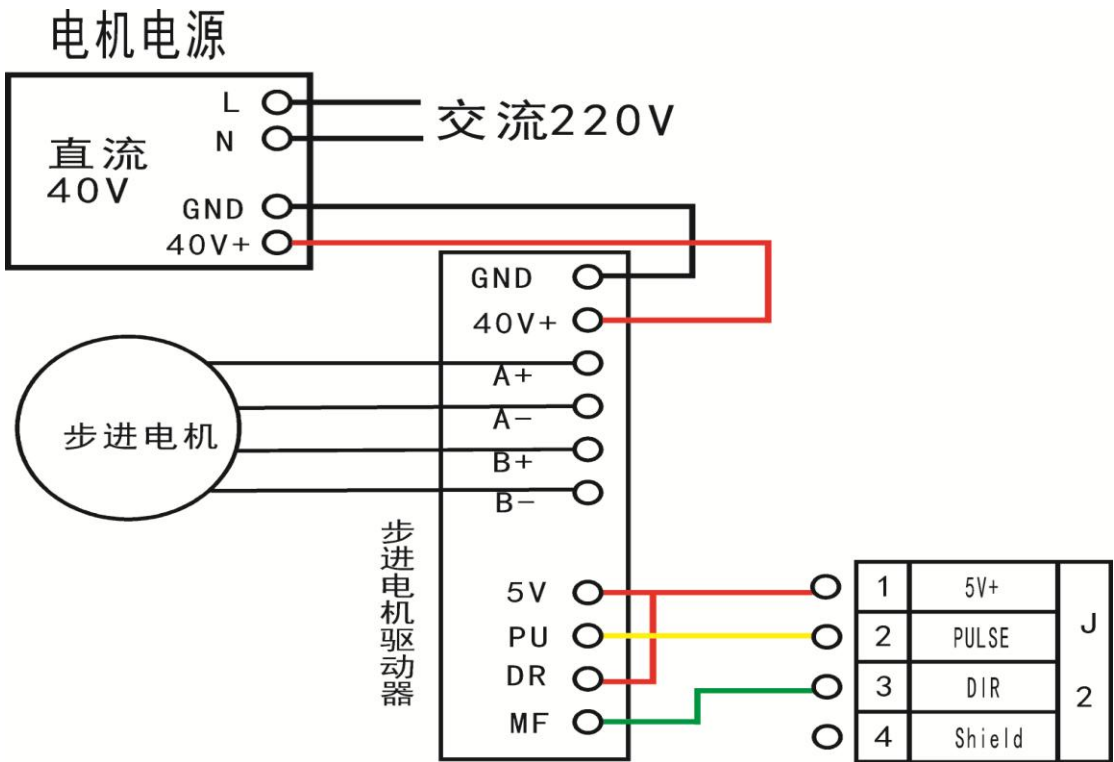 电机电源
L
N
交流220V
直流
40V
GND
40V+
GND
40V+
A+
A-
B+
B-
步进电机
步进电机驱动器
5V
PU
DR
MF
1 5V+
2 PULSE
3 DIR
4 Shield
J2